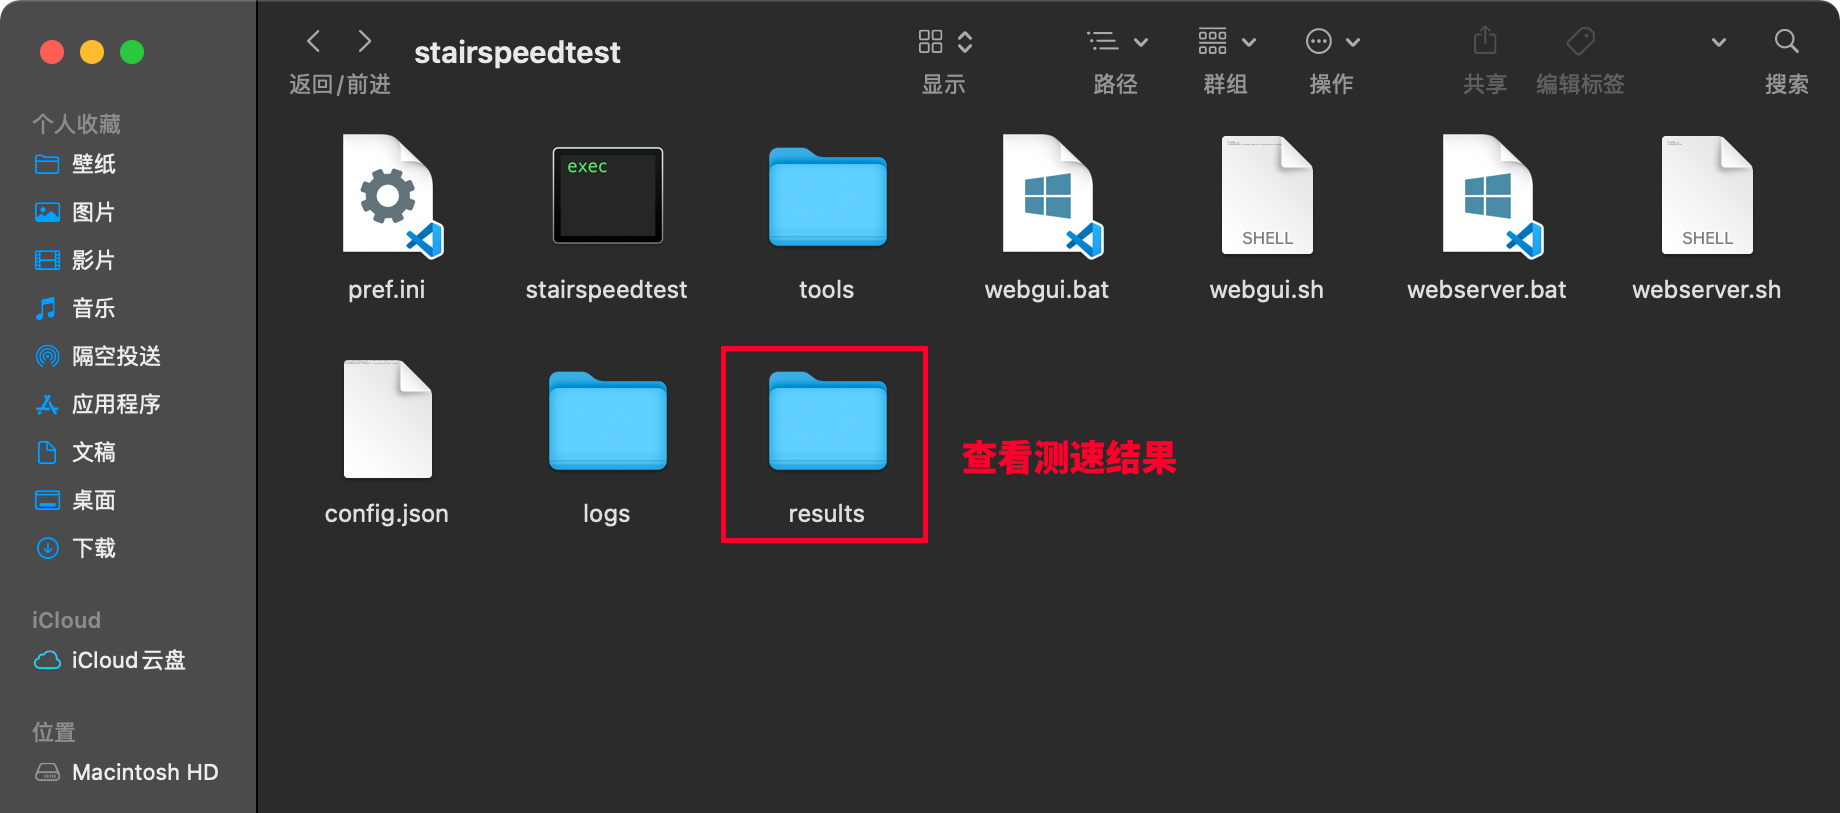 stairspeedtest
返回/前进
显示
路径
群组
操作
共享
编辑标签
搜索
个人收藏
壁纸
图片
影片
音乐
隔空投送
应用程序
文稿
桌面
下载
iCloud
iCloud云盘
位置
Macintosh HD
exec
SHELL
SHELL
pref.ini
stairspeedtest
tools
webgui.bat
webgui.sh
webserver.bat
webserver.sh
config.json
logs
results
查看测速结果